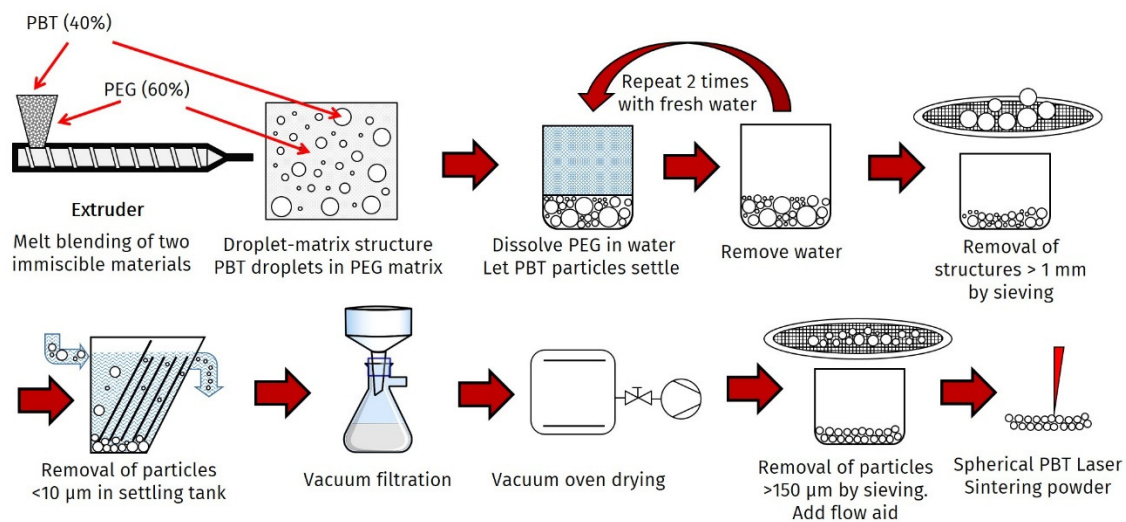 PBT (40%)
PEG (60%)
Extruder
Melt blending of two
immiscible materials
Droplet-matrix structure
PBT droplets in PEG matrix
Repeat 2 times
with fresh water
Dissolve PEG in water
Let PBT particles settle
Remove water
Removal of
structures > 1 mm
by sieving
Removal of particles
<10 µm in settling tank
Vacuum filtration
Vacuum oven drying
Removal of particles
>150 µm by sieving.
Add flow aid
Spherical PBT Laser
Sintering powder